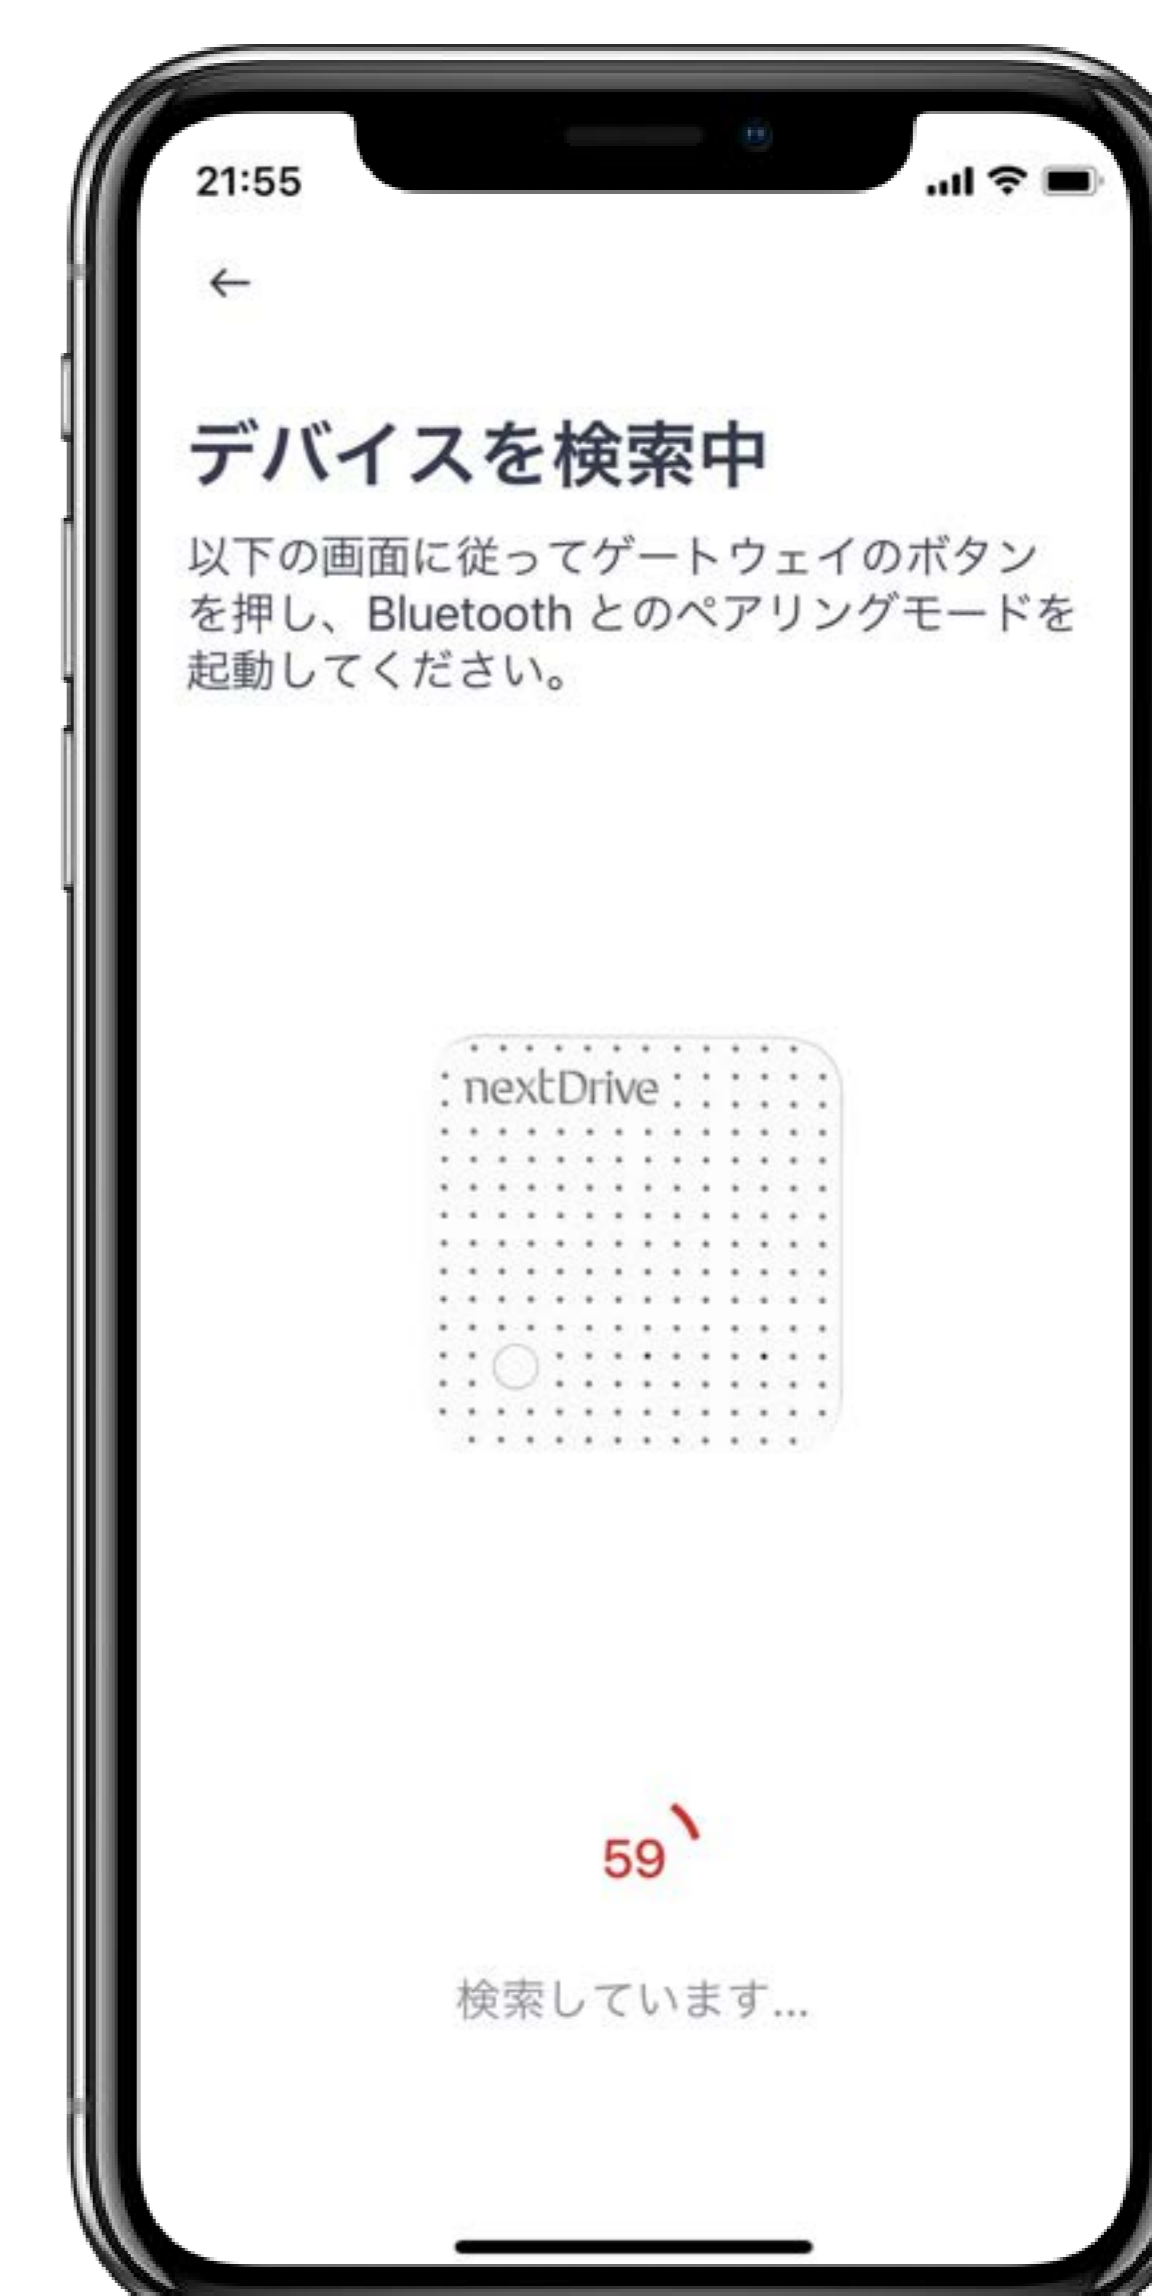 21:55
デバイスを検索中
以下の画面に従ってゲートウェイのボタン
を押し、Bluetooth とのペアリングモードを
起動してください。
nextDrive
59
検索しています...